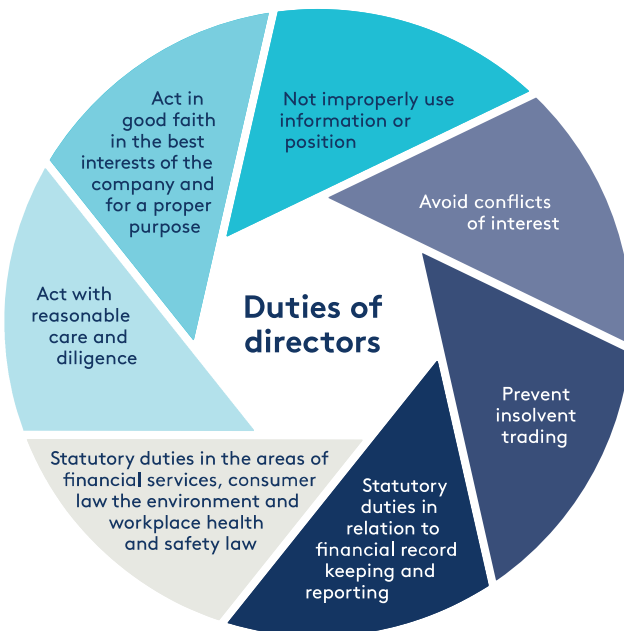 Duties of
directors
Not improperly use
information or
position
Avoid conflicts
of interest
Prevent
insolvent
trading
Statutory
duties in
relation to
financial record
keeping and
reporting
Statutory duties in the areas of
financial services, consumer
law the environment and
workplace health
and safety law
Act with
reasonable
care and
diligence
Act in
good faith
in the best
interests of the
company and
for a proper
purpose